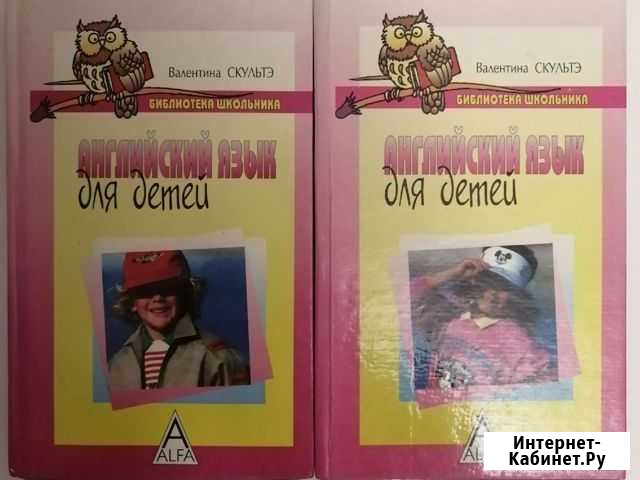 Валентина СКУЛЬТЭ
БИБЛИОТЕКА ШКОЛЬНИКА
АНГЛИЙСКИЙ ЯЗЫК
для детей
A
ALFA
Валентина СКУЛЬТЭ
БИБЛИОТЕКА ШКОЛЬНИКА
АНГЛИЙСКИЙ ЯЗЫК
для детей
A
AL
Интернет-
Кабинет.Ру